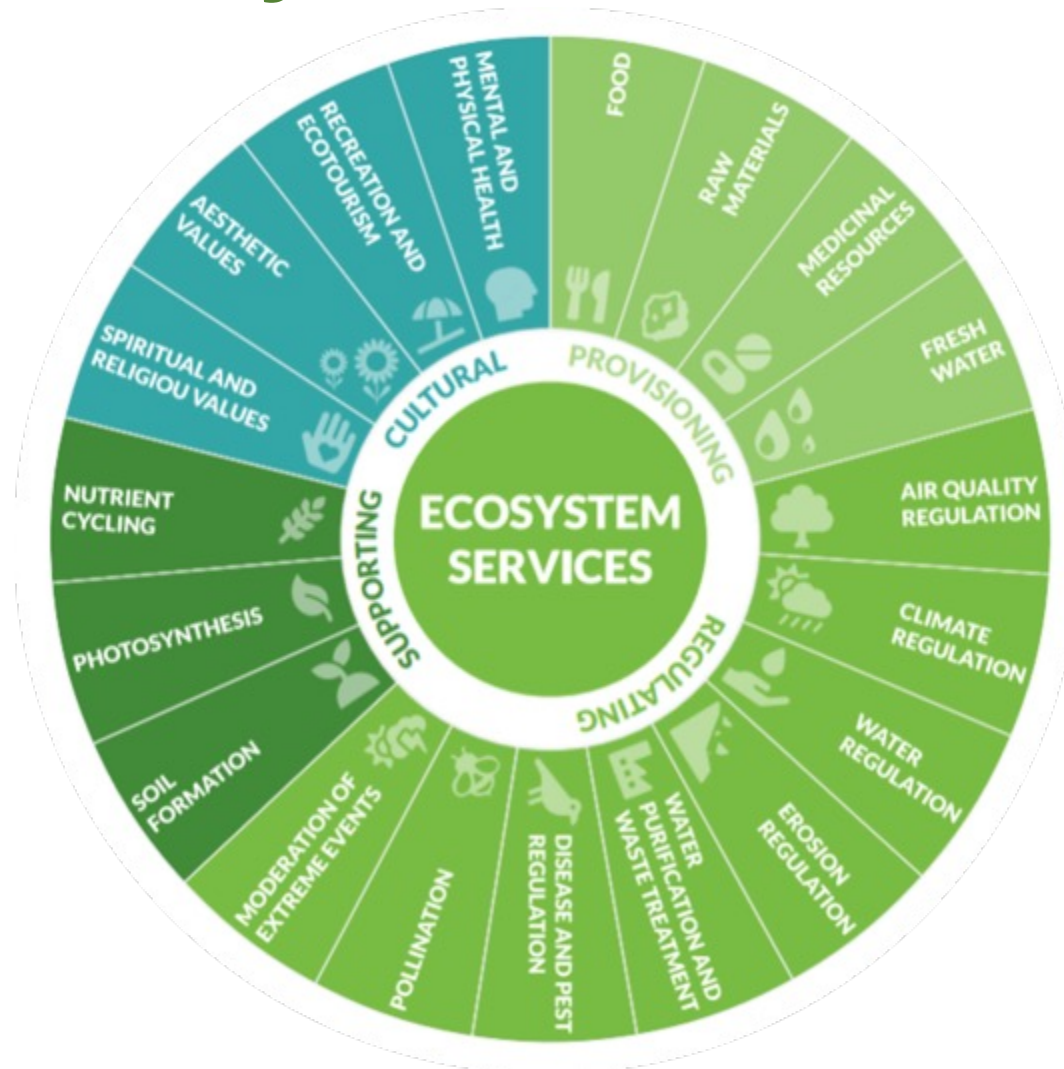 ECOSYSTEM
SERVICES
PROVISIONING
FOOD
RAW
MATERIALS
MEDICINAL
RESOURCES
FRESH
WATER
REGULATING
AIR QUALITY
REGULATION
CLIMATE
REGULATION
WATER
REGULATION
EROSION
REGULATION
WATER
PURIFICATION AND
WASTE TREATMENT
DISEASE AND PEST
REGULATION
POLLINATION
MODERATION OF
EXTREME EVENTS
SUPPORTING
SOIL
FORMATION
PHOTOSYNTHESIS
NUTRIENT
CYCLING
CULTURAL
SPIRITUAL AND
RELIGIOU VALUES
AESTHETIC
VALUES
RECREATION AND
ECOTOURISM
MENTAL AND
PHYSICAL HEALTH